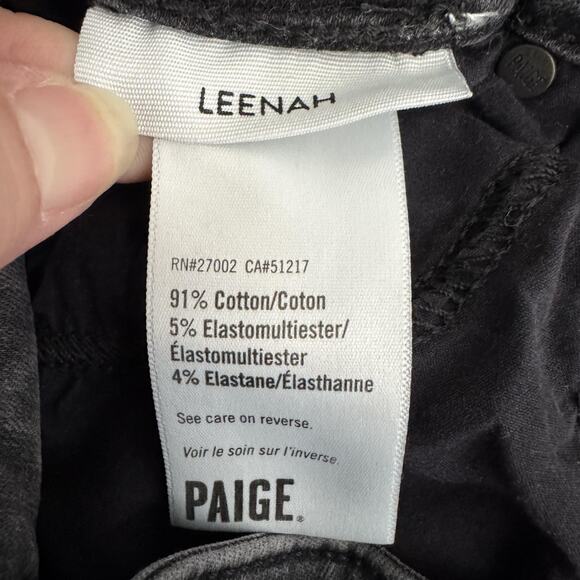 LEENAH
RN#27002 CA#51217
91% Cotton/Coton
5% Elastomultiester/
Élastomultiester
4% Elastane/Élasthanne
See care on reverse.
Voir le soin sur l'inverse.
PAIGE®